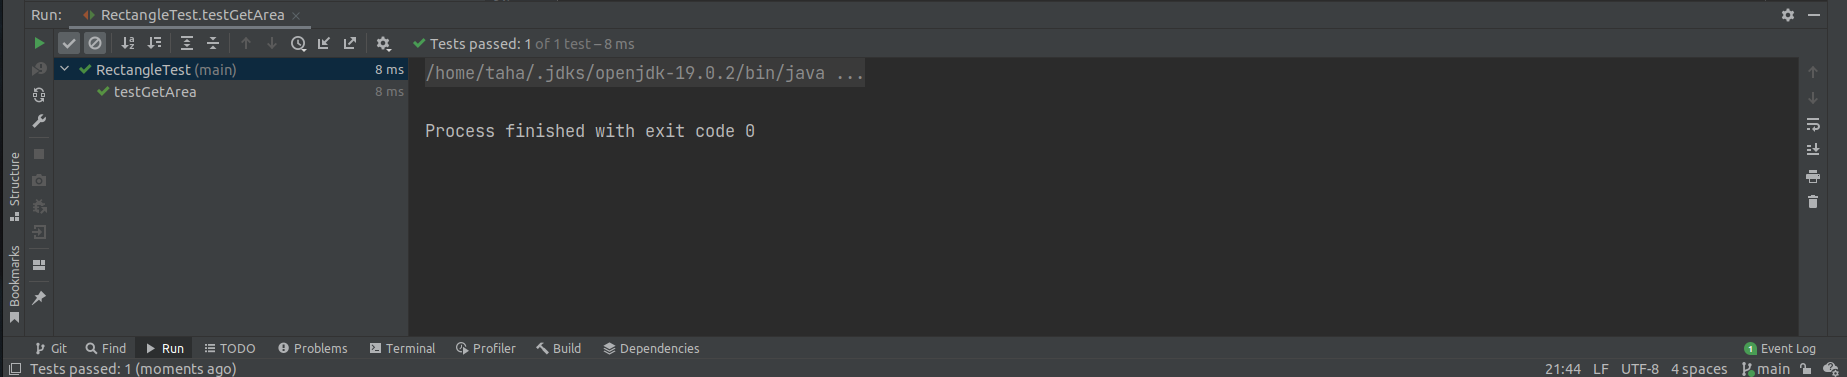 Run: RectangleTest.testGetArea
Tests passed: 1 of 1 test – 8 ms
RectangleTest (main) 8 ms
testGetArea 8 ms
/home/taha/.jdks/openjdk-19.0.2/bin/java ...
Process finished with exit code 0
Structure
Bookmarks
Git Find Run TODO Problems Terminal Profiler Build Dependencies 1 Event Log
Tests passed: 1 (moments ago) 21:44 LF UTF-8 4 spaces main